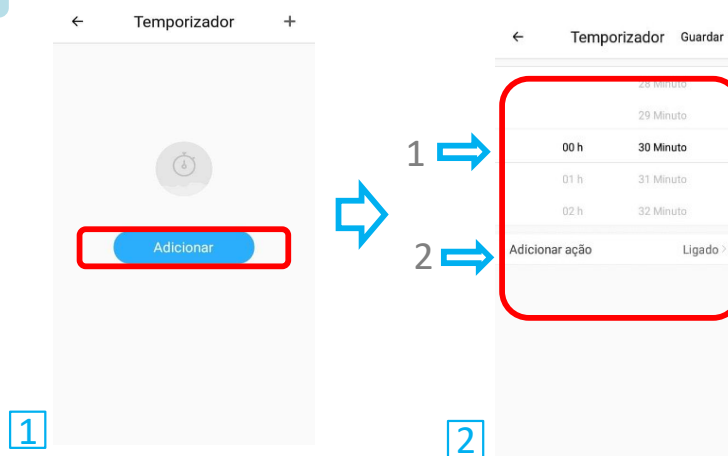 ← Temporizador +
Adicionar
1
← Temporizador Guardar
28 Minuto
29 Minuto
1
00 h 30 Minuto
01 h 31 Minuto
02 h 32 Minuto
2
Adicionar ação Ligado >
2